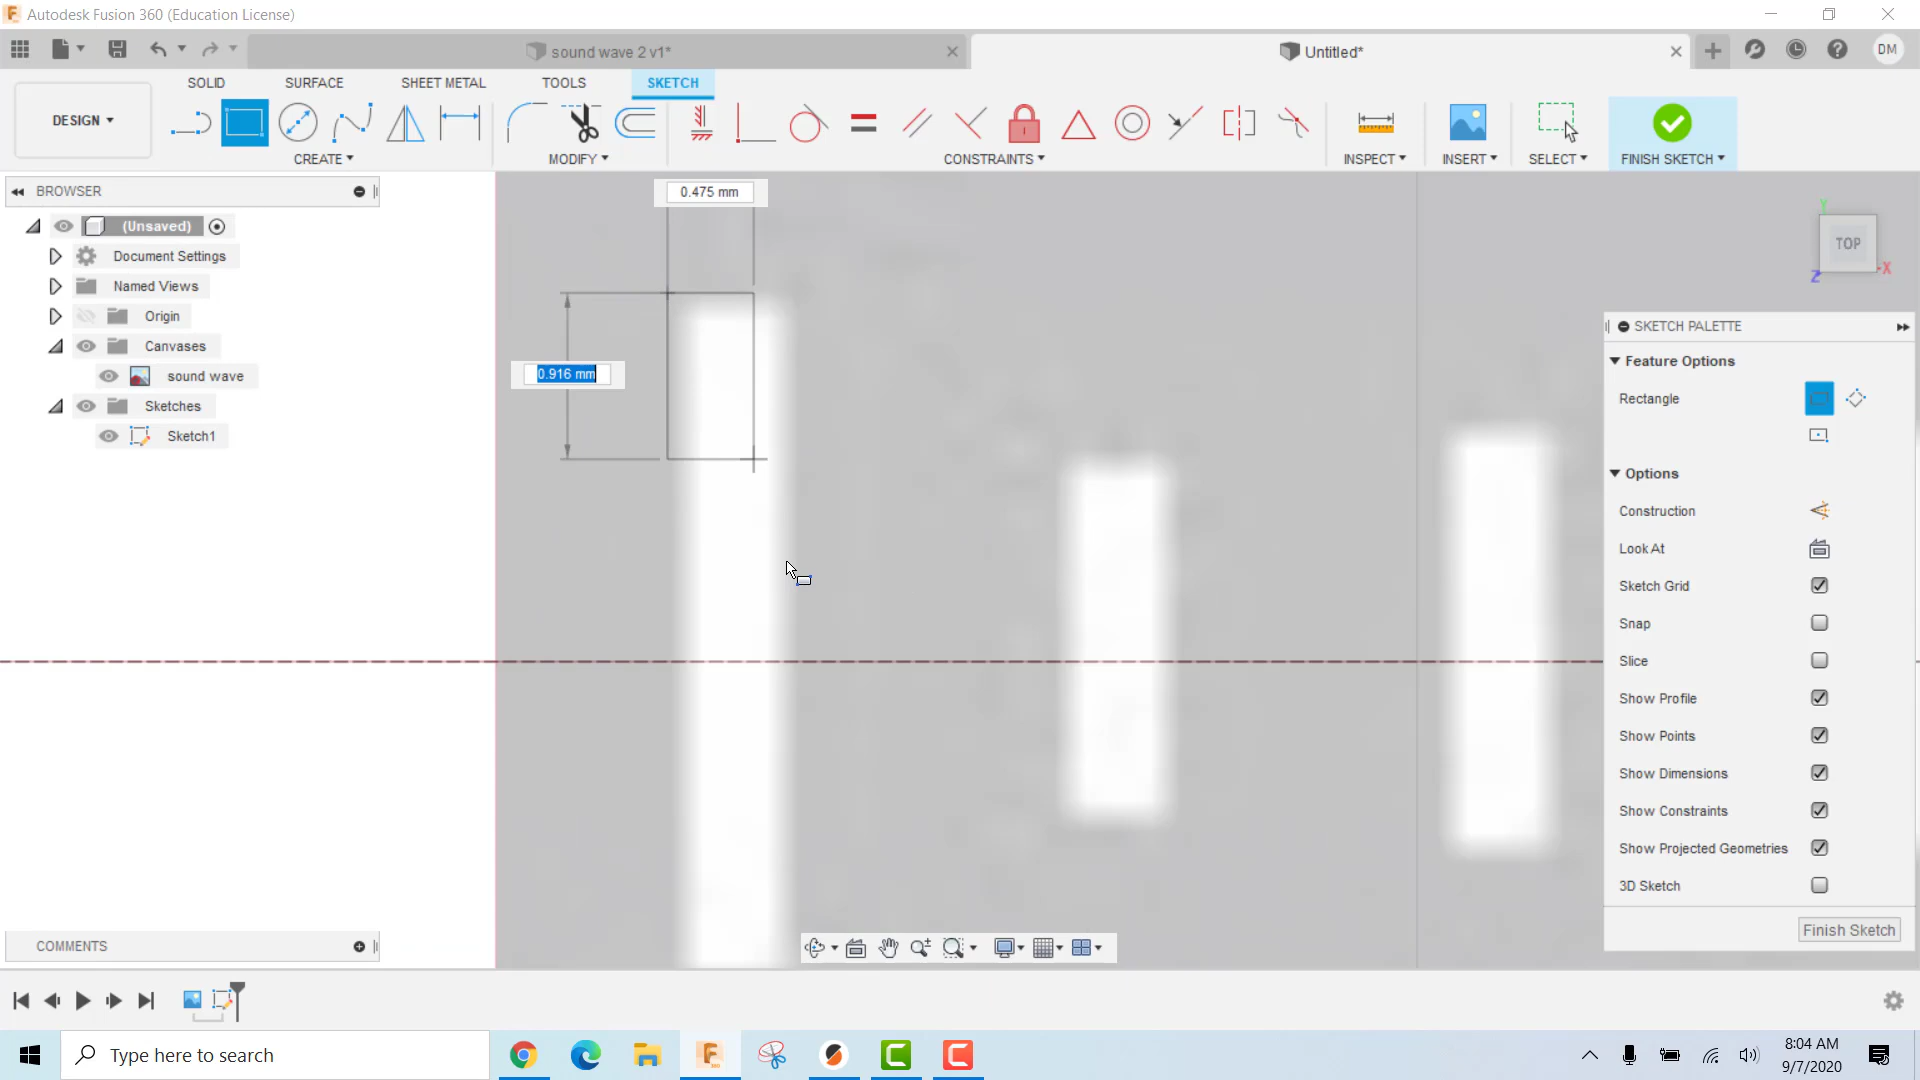 Autodesk Fusion 360 (Education License)
sound wave 2 v1*
Untitled*
DM
DESIGN
SOLID
SURFACE
SHEET METAL
TOOLS
SKETCH
CREATE
MODIFY
CONSTRAINTS
INSPECT
INSERT
SELECT
FINISH SKETCH
BROWSER
(Unsaved)
Document Settings
Named Views
Origin
Canvases
sound wave
Sketches
Sketch1
0.475 mm
0.916 mm
Y
TOP
X
Z
SKETCH PALETTE
Feature Options
Rectangle
Options
Construction
Look At
Sketch Grid
Snap
Slice
Show Profile
Show Points
Show Dimensions
Show Constraints
Show Projected Geometries
3D Sketch
Finish Sketch
COMMENTS
Type here to search
8:04 AM
9/7/2020